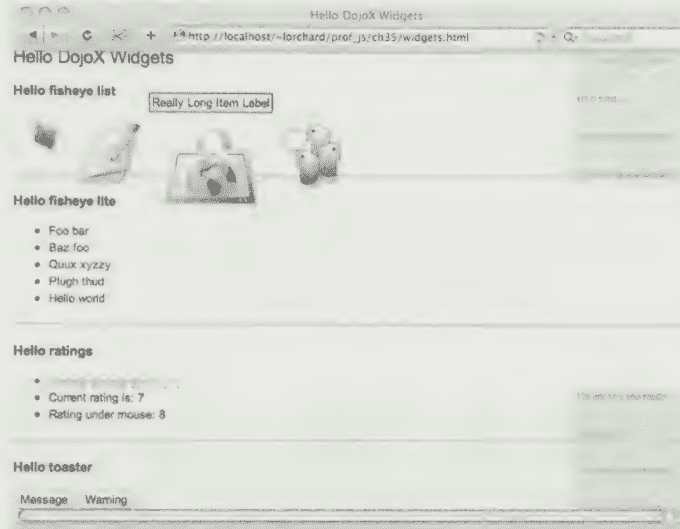 Hello DojoX Widgets
http://localhost/~lorchard/prof_js/ch35/widgets.html
Hello DojoX Widgets
Hello fisheye list
Really Long Item Label
Hello fisheye lite
Foo bar
Baz foo
Quux xyzzy
Plugh thud
Hello world
Hello ratings
Current rating is: 7
Rating under mouse: 8
Hello toaster
Message Warning